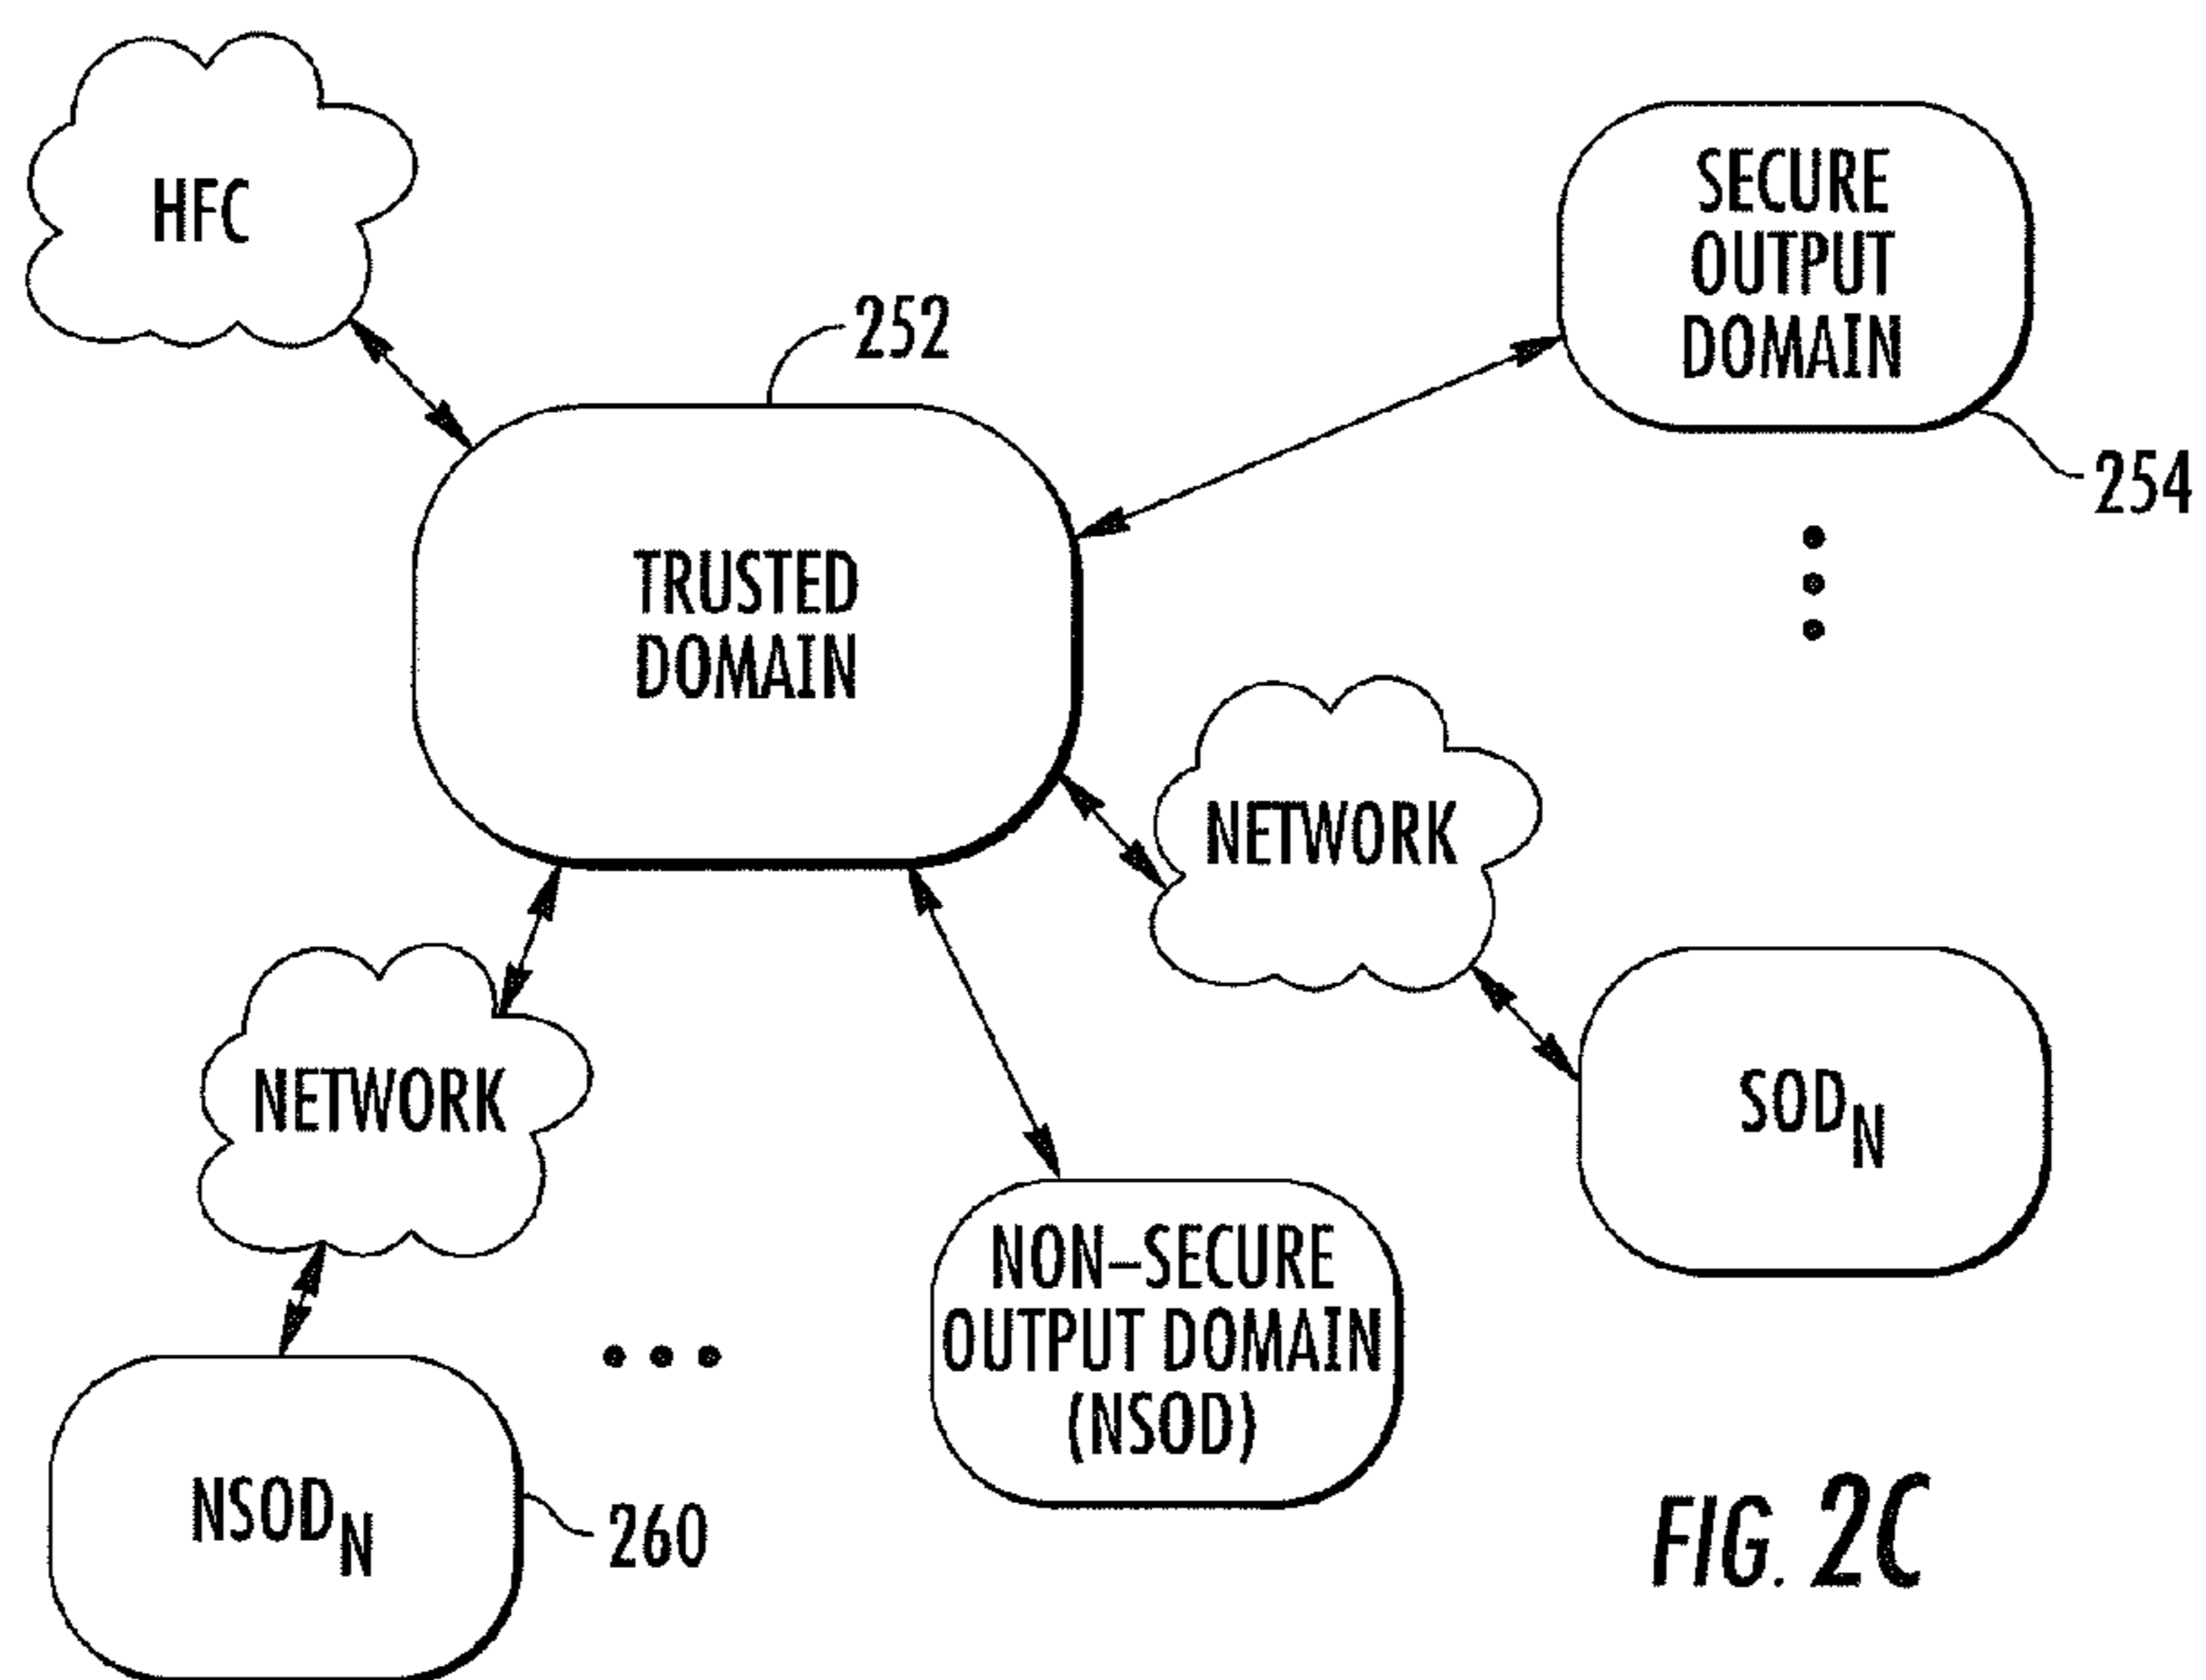 HFC
SECURE
OUTPUT
DOMAIN
252
254
TRUSTED
DOMAIN
NETWORK
NETWORK
SODN
NON–SECURE
OUTPUT DOMAIN
(NSOD)
NSODN
260
FIG. 2C